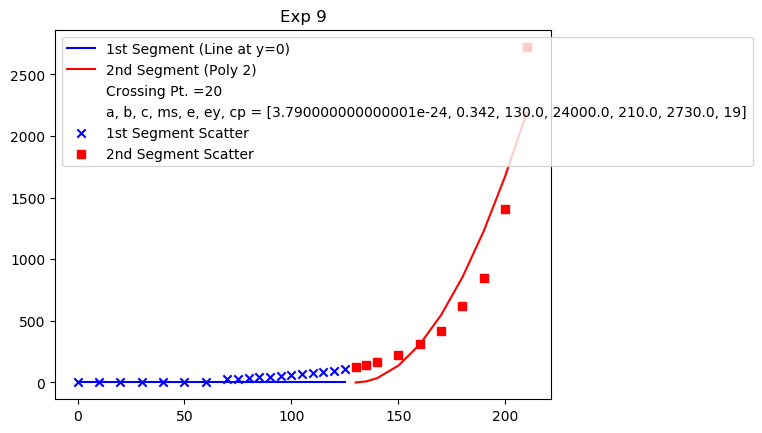 Exp 9
1st Segment (Line at y=0)
2nd Segment (Poly 2)
Crossing Pt. =20
a, b, c, ms, e, ey, cp = [3.790000000000001e-24, 0.342, 130.0, 24000.0, 210.0, 2730.0, 19]
1st Segment Scatter
2nd Segment Scatter
2500
2000
1500
1000
500
0
0 50 100 150 200